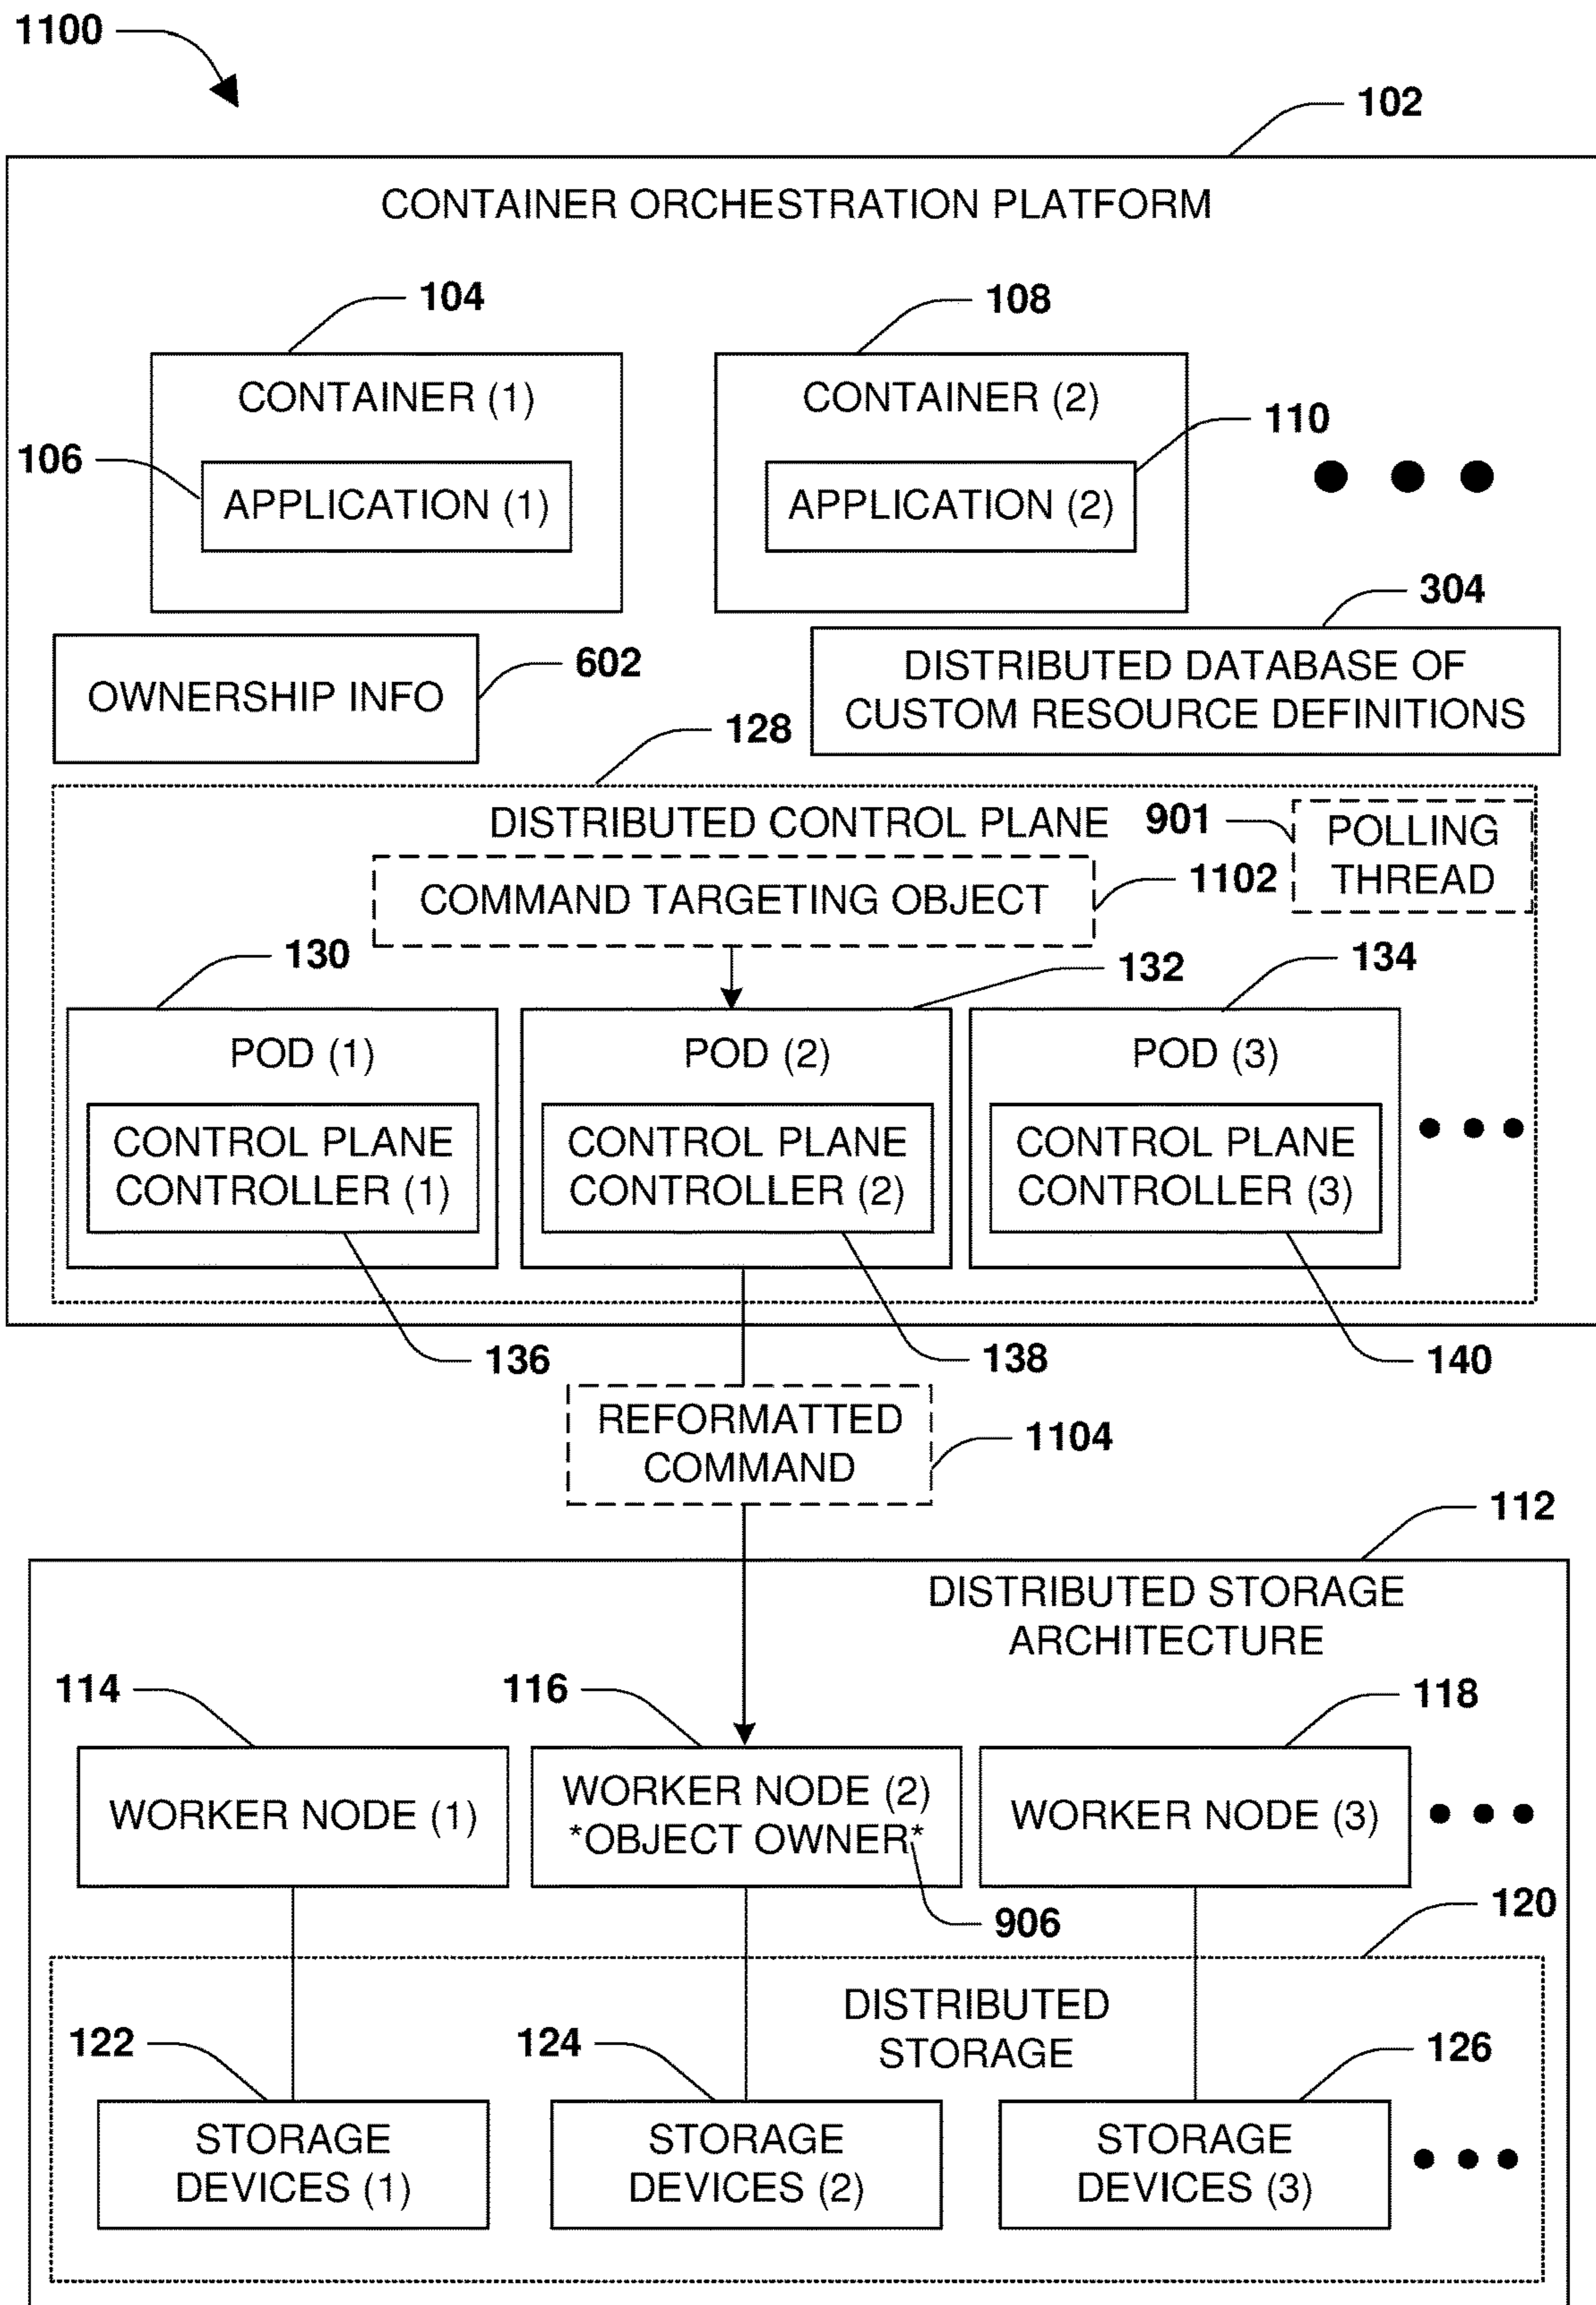 1100
102
CONTAINER ORCHESTRATION PLATFORM
104
108
CONTAINER (1)
CONTAINER (2)
110
106
APPLICATION (1)
APPLICATION (2)
304
602
OWNERSHIP INFO
DISTRIBUTED DATABASE OF
CUSTOM RESOURCE DEFINITIONS
128
DISTRIBUTED CONTROL PLANE
901
POLLING
THREAD
COMMAND TARGETING OBJECT
1102
130
132
134
POD (1)
POD (2)
POD (3)
CONTROL PLANE
CONTROLLER (1)
CONTROL PLANE
CONTROLLER (2)
CONTROL PLANE
CONTROLLER (3)
136
138
140
REFORMATTED
COMMAND
1104
112
DISTRIBUTED STORAGE
ARCHITECTURE
114
116
118
WORKER NODE (1)
WORKER NODE (2)
*OBJECT OWNER*
WORKER NODE (3)
906
120
DISTRIBUTED
STORAGE
122
124
126
STORAGE
DEVICES (1)
STORAGE
DEVICES (2)
STORAGE
DEVICES (3)